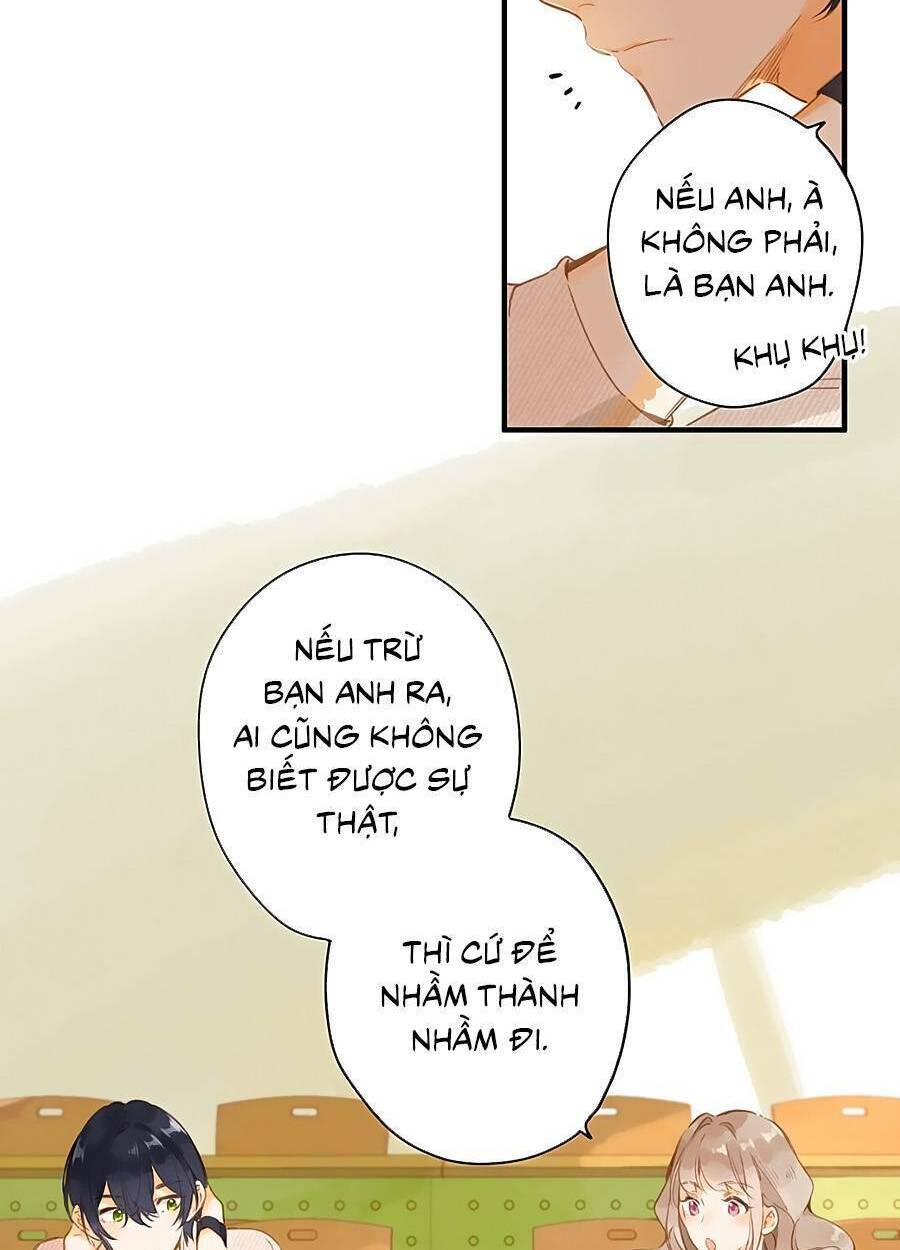 NẾU ANH, À
KHÔNG PHẢI,
LÀ BẠN ANH.
KHỤ KHỤ!
NẾU TRỪ
BẠN ANH RA,
AI CŨNG KHÔNG
BIẾT ĐƯỢC SỰ
THẬT,
THÌ CỨ ĐỂ
NHẦM THÀNH
NHẦM ĐI.